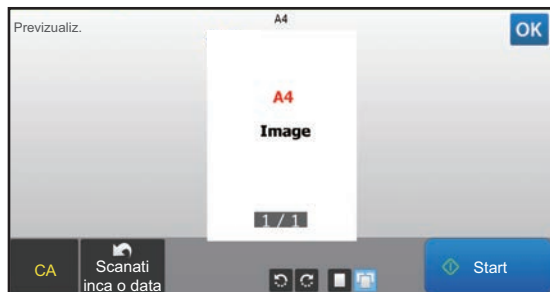 Previzualiz.
A4
OK
A4
Image
1 / 1
CA
Scanati
inca o data
Start